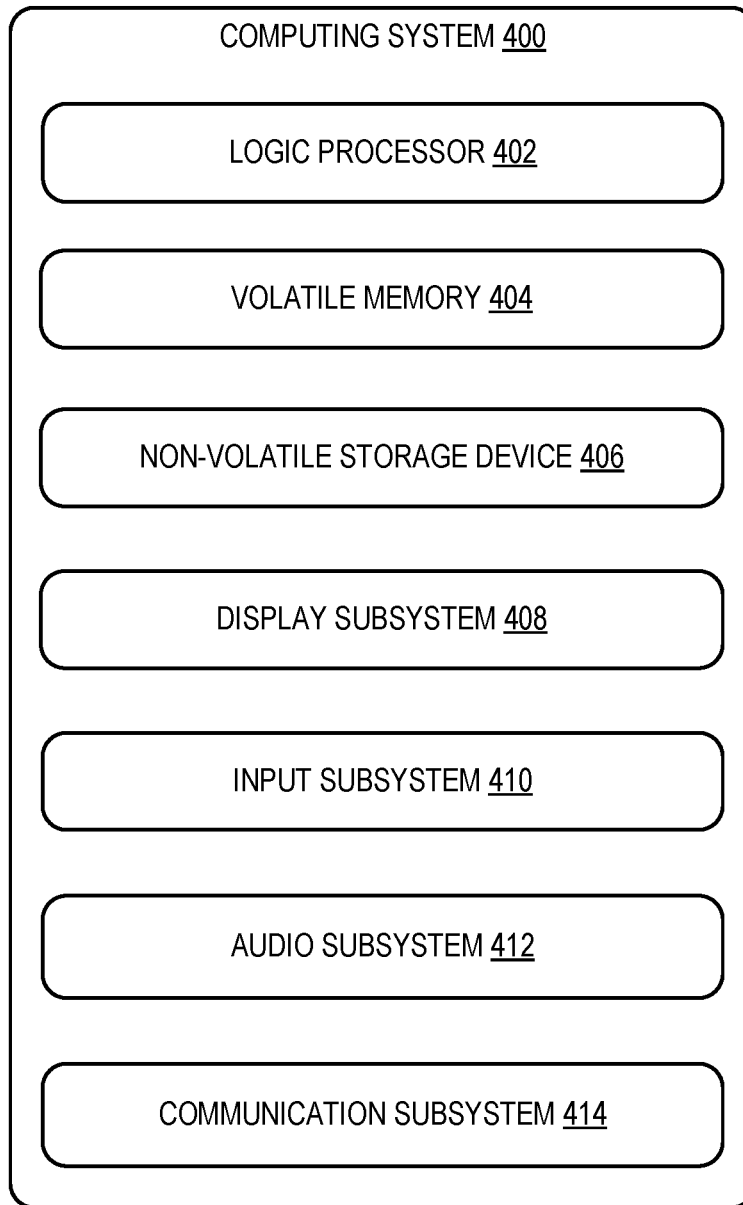 COMPUTING SYSTEM 400
LOGIC PROCESSOR 402
VOLATILE MEMORY 404
NON-VOLATILE STORAGE DEVICE 406
DISPLAY SUBSYSTEM 408
INPUT SUBSYSTEM 410
AUDIO SUBSYSTEM 412
COMMUNICATION SUBSYSTEM 414